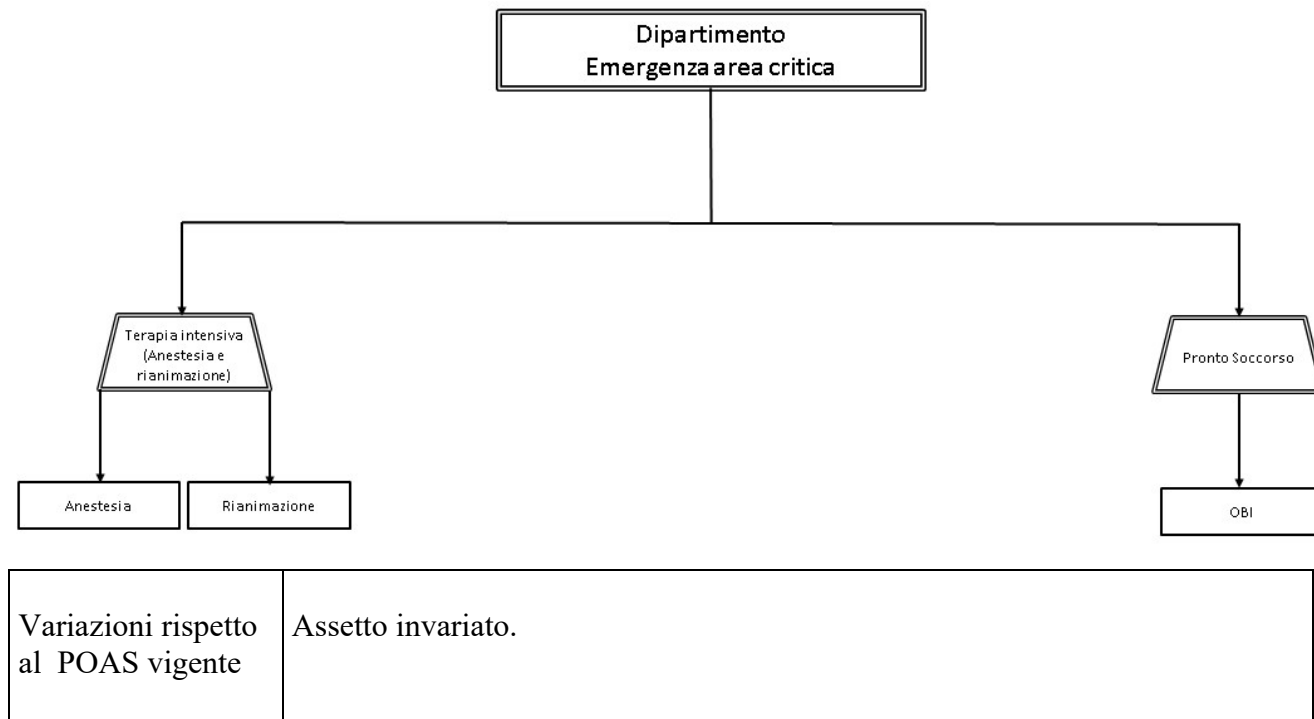 Dipartimento
Emergenza area critica
Terapia intensiva
(Anestesia e
rianimazione)
Pronto Soccorso
Anestesia
Rianimazione
OBI
Variazioni rispetto
al POAS vigente
Assetto invariato.